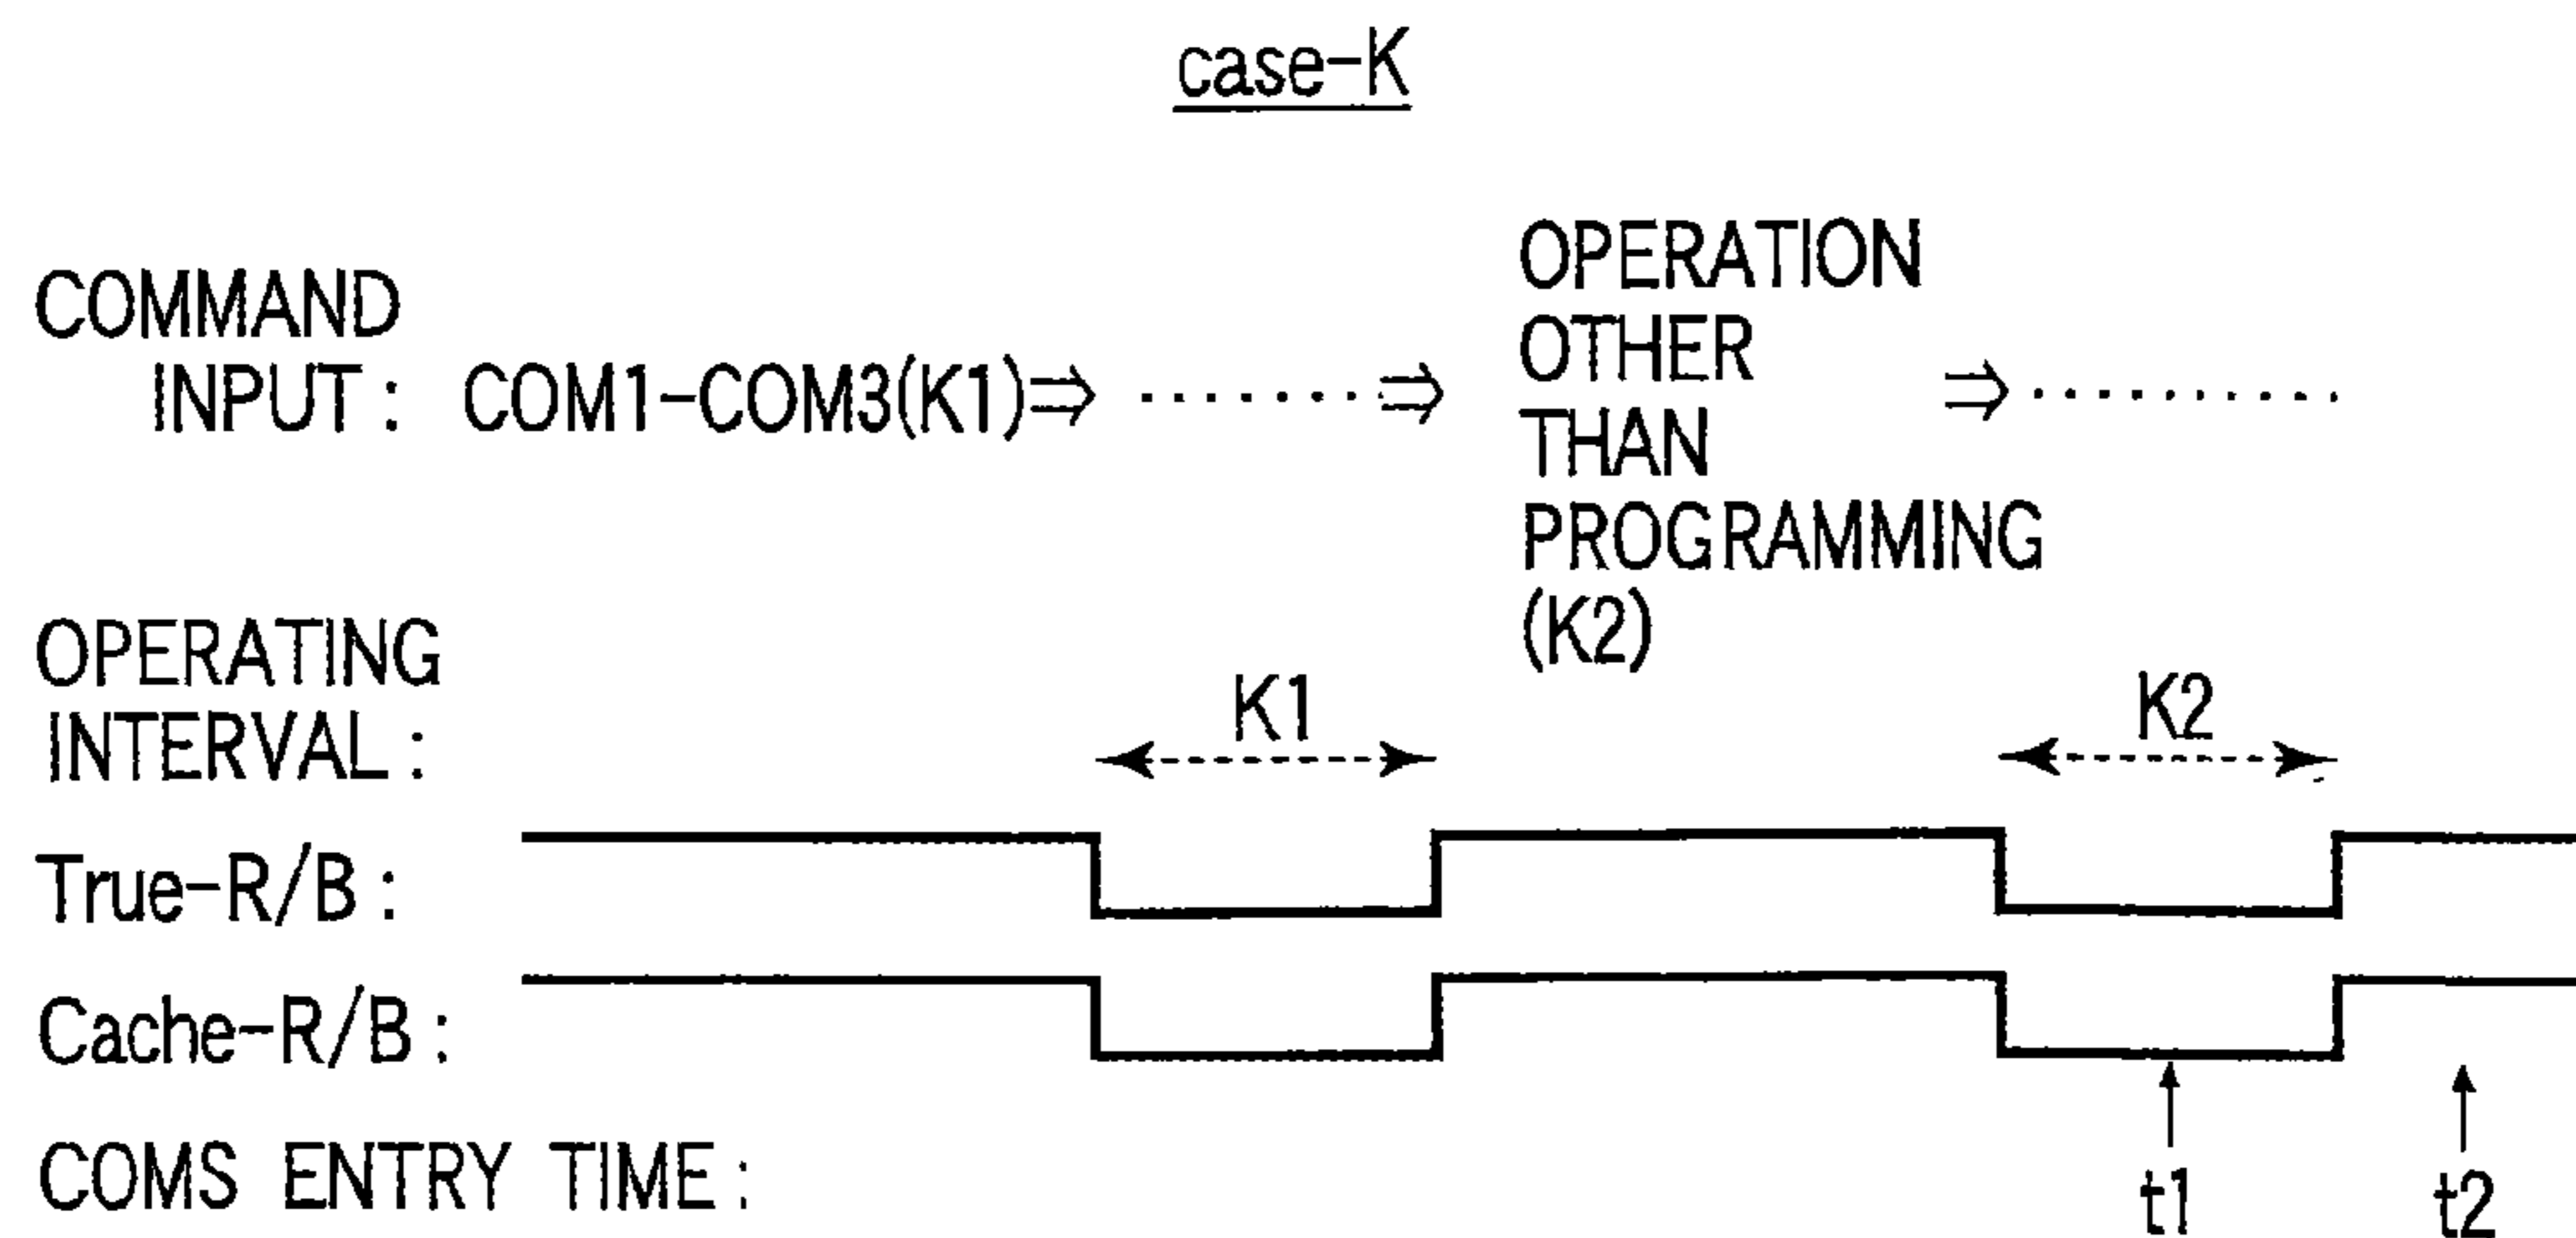 case-K
COMMAND
INPUT : COM1-COM3(K1)⇒ ·······⇒
OPERATION
OTHER
THAN
PROGRAMMING
(K2)
⇒··········
OPERATING
INTERVAL :
K1
K2
True-R/B :
Cache-R/B :
COMS ENTRY TIME :
t1
t2